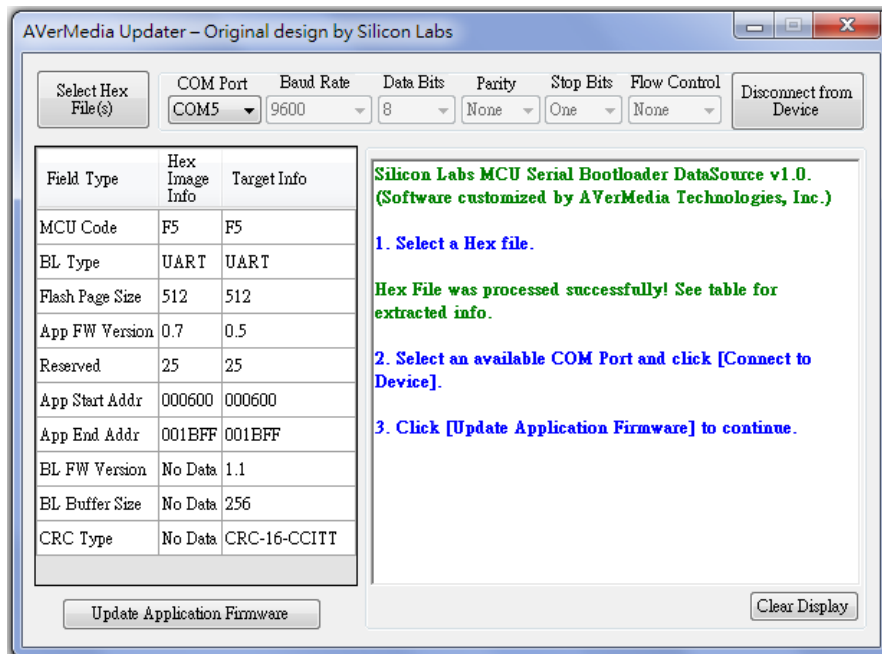 AVerMedia Updater – Original design by Silicon Labs
Select Hex
File(s)
COM Port
Baud Rate
Data Bits
Parity
Stop Bits
Flow Control
COM5
9600
8
None
One
None
Disconnect from
Device
Field Type
Hex
Image
Info
Target Info
MCU Code F5 F5
BL Type UART UART
Flash Page Size 512 512
App FW Version 0.7 0.5
Reserved 25 25
App Start Addr 000600 000600
App End Addr 001BFF 001BFF
BL FW Version No Data 1.1
BL Buffer Size No Data 256
CRC Type No Data CRC-16-CCITT
Update Application Firmware
Silicon Labs MCU Serial Bootloader DataSource v1.0.
(Software customized by AVerMedia Technologies, Inc.)
1. Select a Hex file.
Hex File was processed successfully! See table for
extracted info.
2. Select an available COM Port and click [Connect to
Device].
3. Click [Update Application Firmware] to continue.
Clear Display